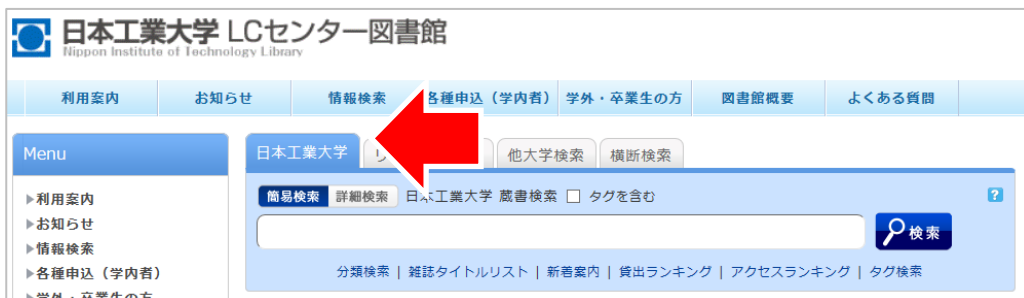 日本工業大学 LCセンター図書館
Nippon Institute of Technology Library
利用案内 お知らせ 情報検索 各種申込（学内者） 学外・卒業生の方 図書館概要 よくある質問
Menu
日本工業大学 他大学検索 横断検索
▶利用案内
▶お知らせ
▶情報検索
▶各種申込（学内者）
▶学外・卒業生の方
簡易検索 詳細検索 日本工業大学 蔵書検索 タグを含む ?
検索
分類検索 | 雑誌タイトルリスト | 新着案内 | 貸出ランキング | アクセスランキング | タグ検索